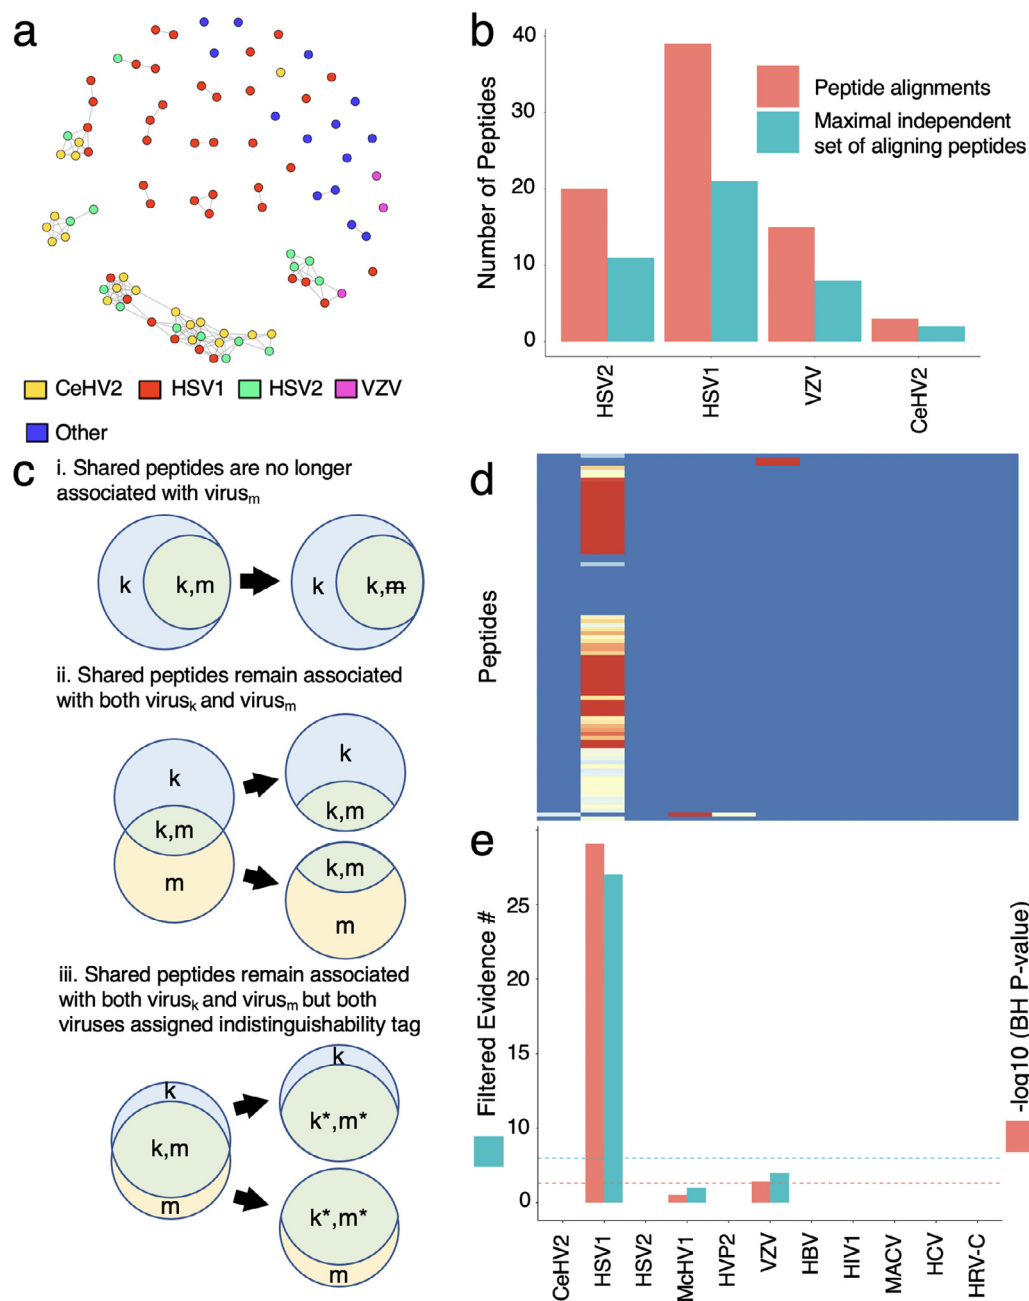 a
CeHV2
HSV1
HSV2
VZV
Other
b
Number of Peptides
40
30
20
10
0
Peptide alignments
Maximal independent
set of aligning peptides
HSV2
HSV1
VZV
CeHV2
c
i. Shared peptides are no longer
associated with virusm
k
k,m
k
k,m
ii. Shared peptides remain associated
with both virusk and virusm
k
k,m
m
k
k,m
k,m
m
iii. Shared peptides remain associated
with both virusk and virusm but both
viruses assigned indistinguishability tag
k
k,m
m
k
k*,m*
k*,m*
m
d
Peptides
e
Filtered Evidence #
-log10 (BH P-value)
25
20
15
10
0
CeHV2
HSV1
HSV2
McHV1
HVP2
VZV
HBV
HIV1
MACV
HCV
HRV-C